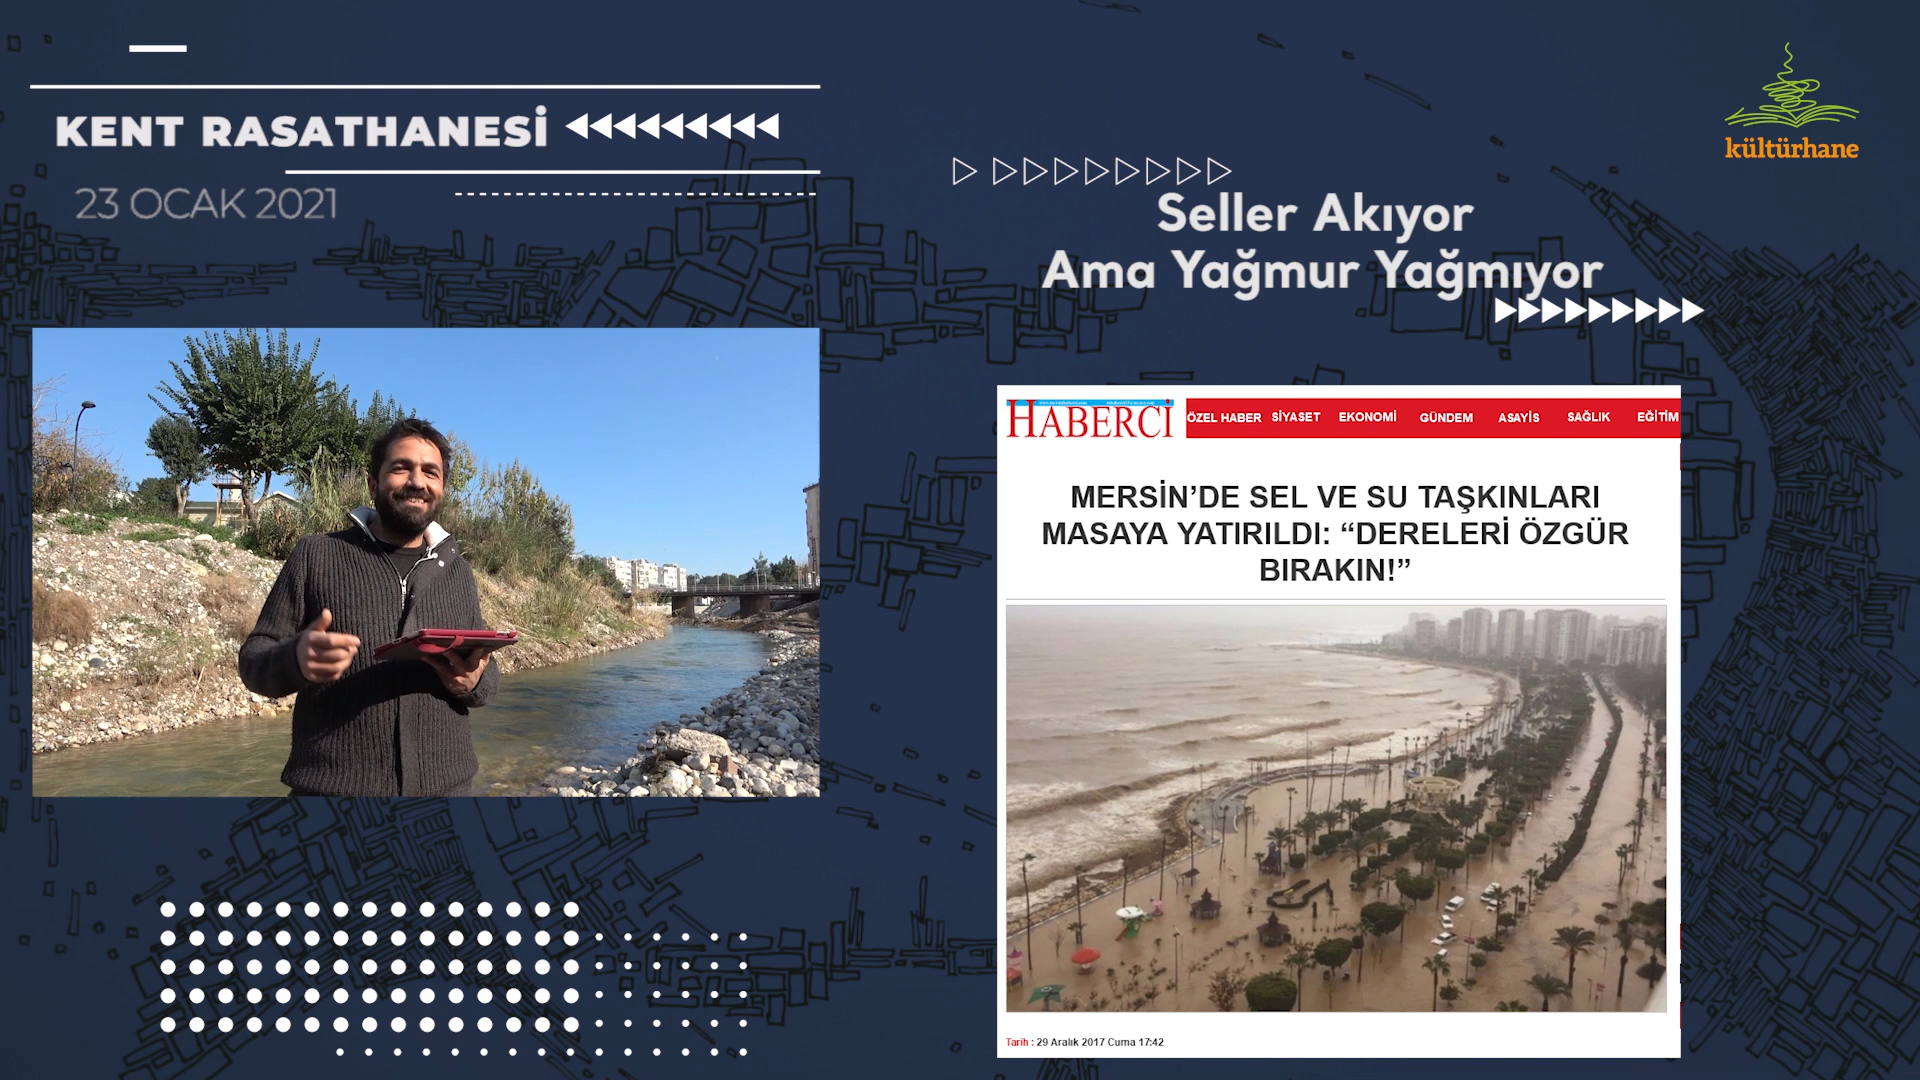 KENT RASATHANESİ
23 OCAK 2021
kültürhane
Seller Akıyor
Ama Yağmur Yağmıyor
HABERCİ
ÖZEL HABER SİYASET EKONOMİ GÜNDEM ASAYİS SAĞLIK EĞİTİM
MERSİN’DE SEL VE SU TAŞKINLARI
MASAYA YATIRILDI: “DERELERİ ÖZGÜR
BIRAKIN!”
Tarih : 29 Aralık 2017 Cuma 17:42